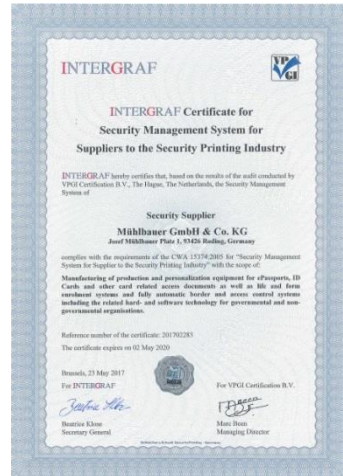 INTERGRAF
VPGI
INTERGRAF Certificate for
Security Management System for
Suppliers to the Security Printing Industry
INTERGRAF hereby certifies that, based on the results of the audit conducted by
VPGI Certification B.V., The Hague, The Netherlands, the Security Management
System of
Security Supplier
Mühlbauer GmbH & Co. KG
Josef Mühlbauer Platz 1, 93426 Roding, Germany
complies with the requirements of the CWA 15374:2005 for "Security Management
System for Supplier to the Security Printing Industry" with the scope of:
Manufacturing of production and personalization equipment for ePassports, ID
Cards and other card related access documents as well as life and form
enrolment systems and fully automatic border and access control systems
including the related hard- and software technology for governmental and non-
governmental organisations.
Reference number of the certificate: 201702283
The certificate expires on 02 May 2020
Brussels, 23 May 2017
For INTERGRAF
For VPGI Certification B.V.
Beatrice Klose
Secretary General
Marc Been
Managing Director